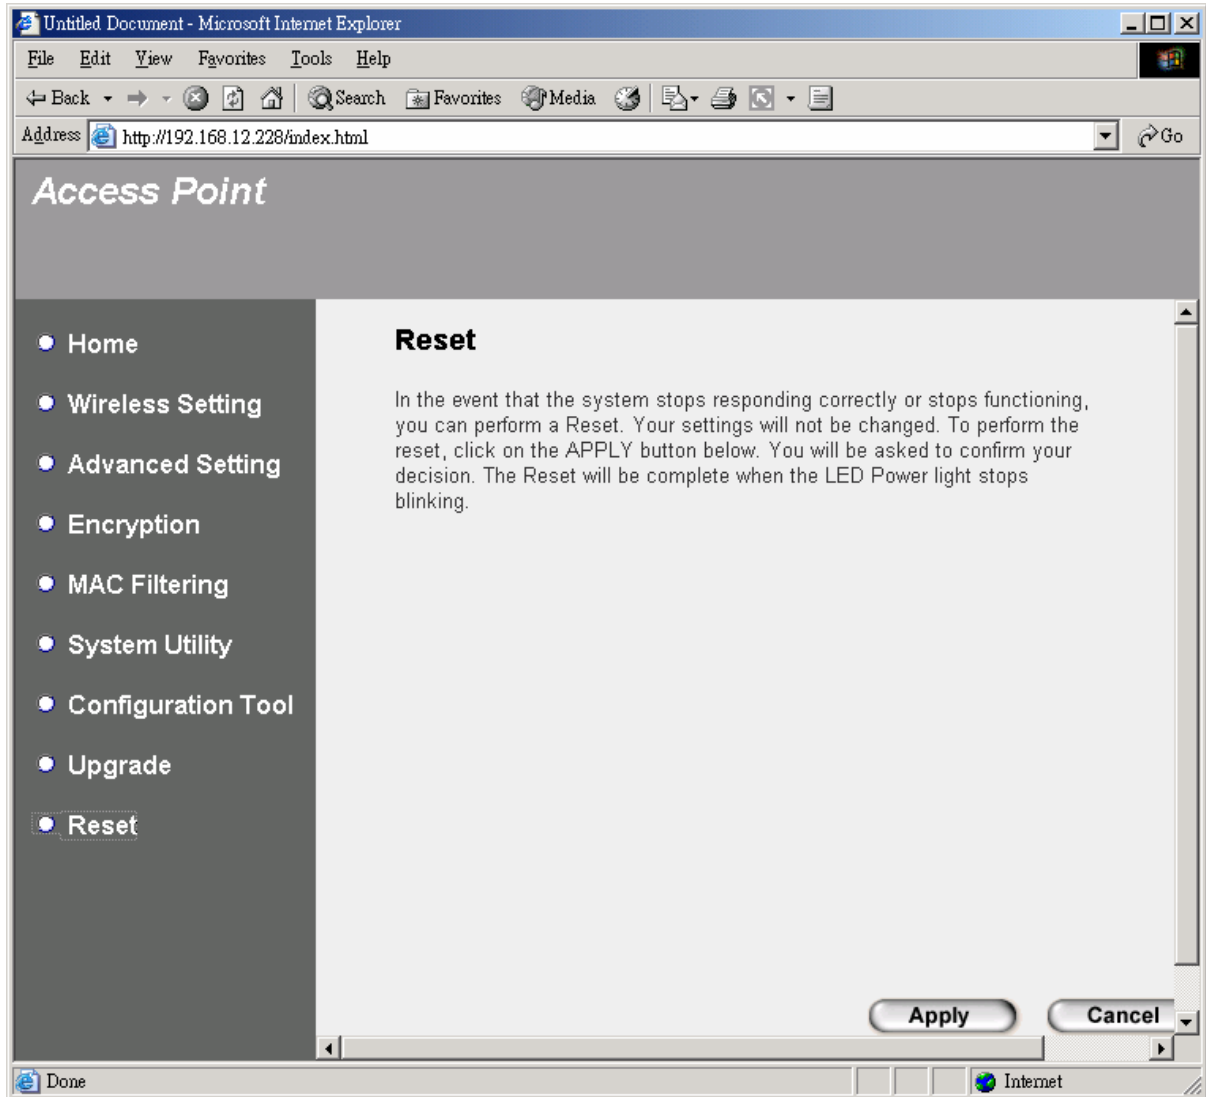 Untitled Document - Microsoft Internet Explorer
File Edit View Favorites Tools Help
Back Search Favorites Media
Address http://192.168.12.228/index.html Go
Access Point
Home
Wireless Setting
Advanced Setting
Encryption
MAC Filtering
System Utility
Configuration Tool
Upgrade
Reset
Reset
In the event that the system stops responding correctly or stops functioning,
you can perform a Reset. Your settings will not be changed. To perform the
reset, click on the APPLY button below. You will be asked to confirm your
decision. The Reset will be complete when the LED Power light stops
blinking.
Apply Cancel
Done Internet